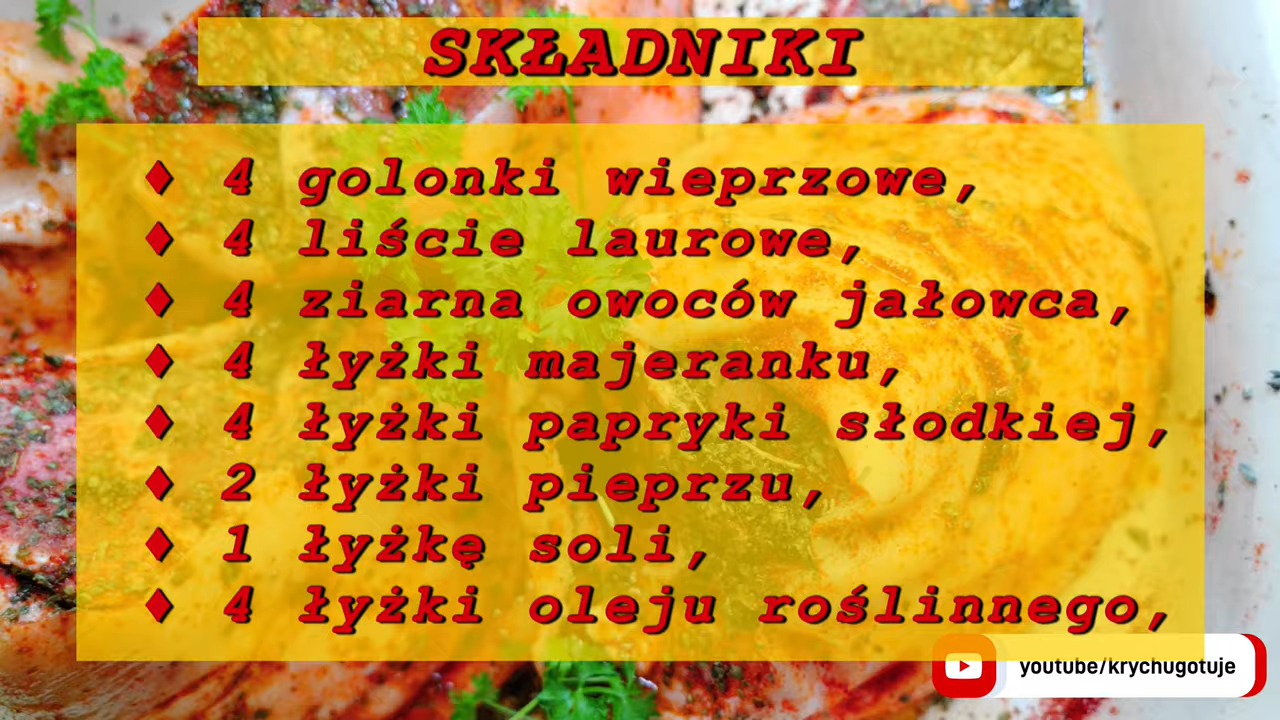 SKŁADNIKI
♦ 4 golonki wieprzowe,
♦ 4 liście laurowe,
♦ 4 ziarna owoców jałowca,
♦ 4 łyżki majeranku,
♦ 4 łyżki papryki słodkiej,
♦ 2 łyżki pieprzu,
♦ 1 łyżkę soli,
♦ 4 łyżki oleju roślinnego,
youtube/krychugotuje